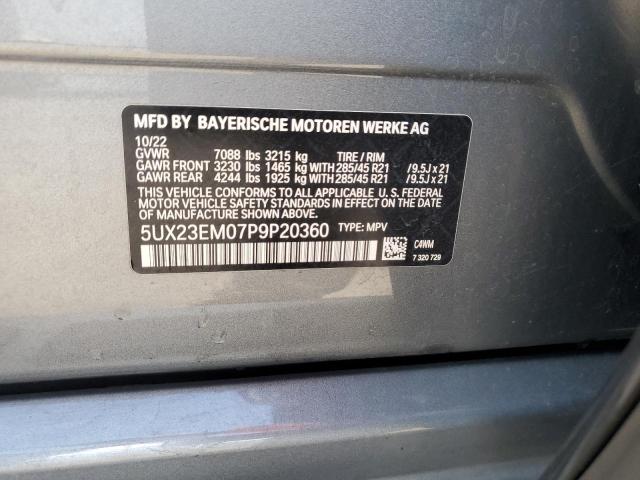 MFD BY BAYERISCHE MOTOREN WERKE AG
10/22
GVWR 7088 lbs 3215 kg TIRE / RIM
GAWR FRONT 3230 lbs 1465 kg WITH 285/45 R21 /9.5J x 21
GAWR REAR 4244 lbs 1925 kg WITH 285/45 R21 /9.5J x 21
THIS VEHICLE CONFORMS TO ALL APPLICABLE U. S. FEDERAL
MOTOR VEHICLE SAFETY STANDARDS IN EFFECT ON THE DATE
OF MANUFACTURE SHOWN ABOVE.
5UX23EM07P9P20360 TYPE: MPV
C4WM
7 320 729